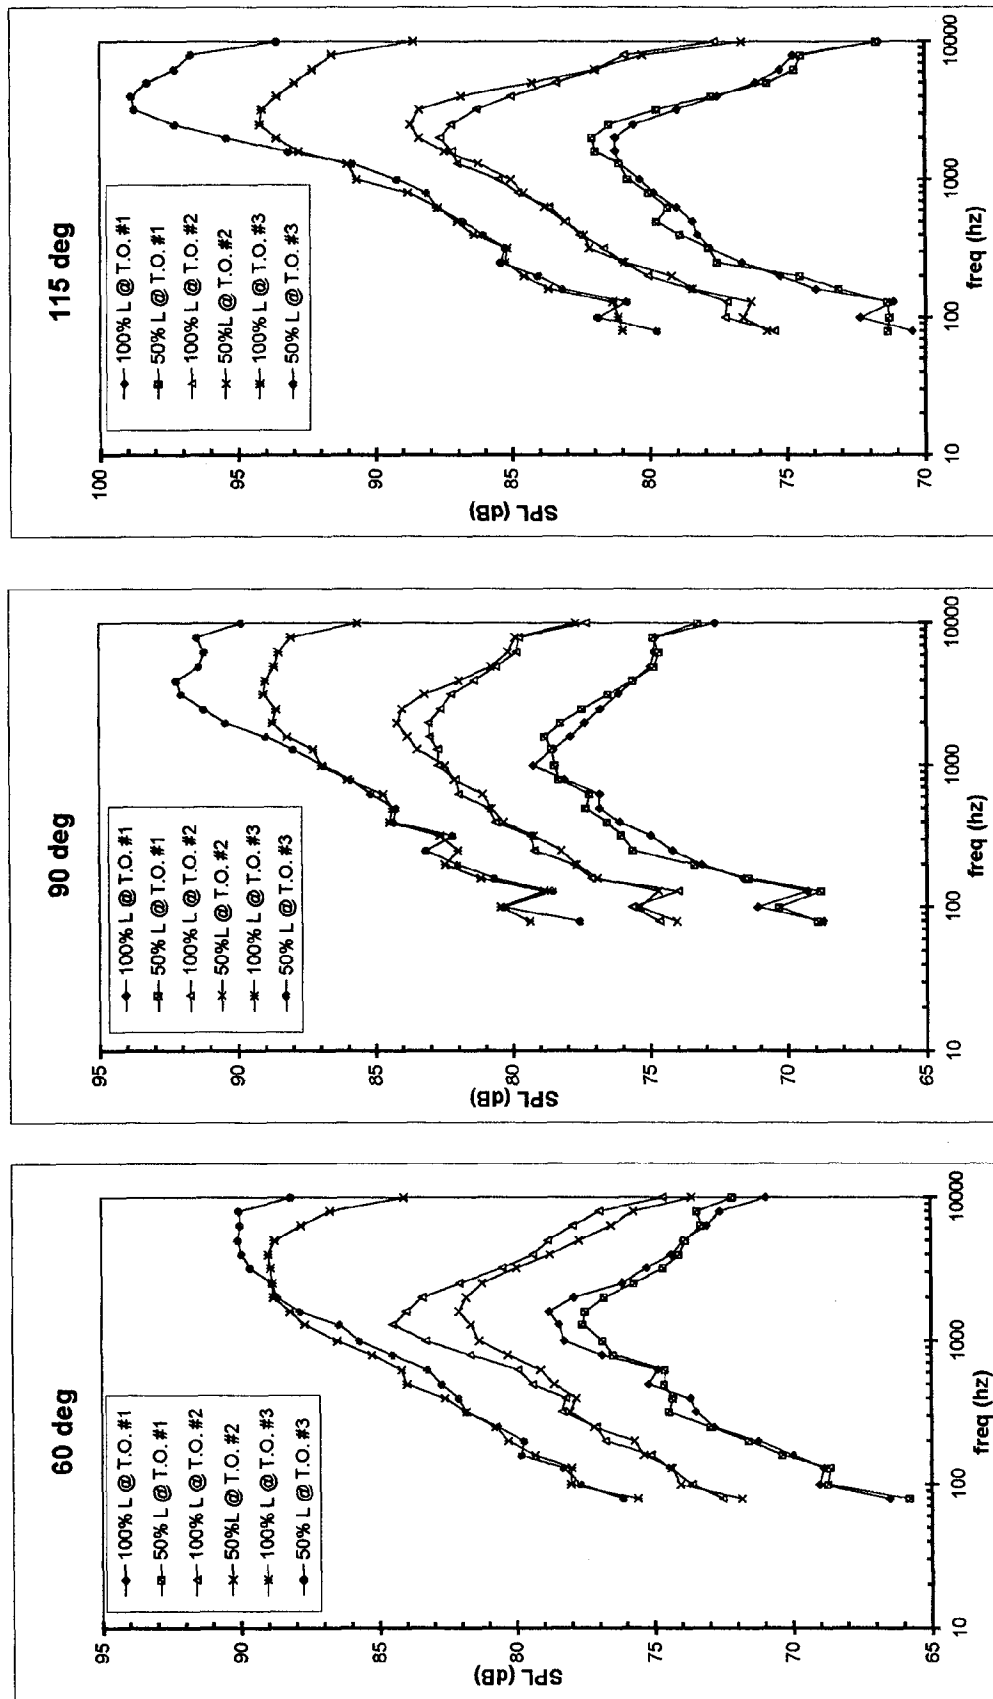 60 deg
100% L @ T.O. #1
50% L @ T.O. #1
100% L @ T.O. #2
50%L @ T.O. #2
100% L @ T.O. #3
50% L @ T.O. #3
95
90
85
80
75
70
65
SPL (dB)
10
100
1000
10000
freq (hz)
90 deg
100% L @ T.O. #1
50% L @ T.O. #1
100% L @ T.O. #2
50%L @ T.O. #2
100% L @ T.O. #3
50% L @ T.O. #3
95
90
85
80
75
70
65
SPL (dB)
10
100
1000
10000
freq (hz)
115 deg
100% L @ T.O. #1
50% L @ T.O. #1
100% L @ T.O. #2
50%L @ T.O. #2
100% L @ T.O. #3
50% L @ T.O. #3
100
95
90
85
80
75
70
SPL (dB)
10
100
1000
10000
freq (hz)